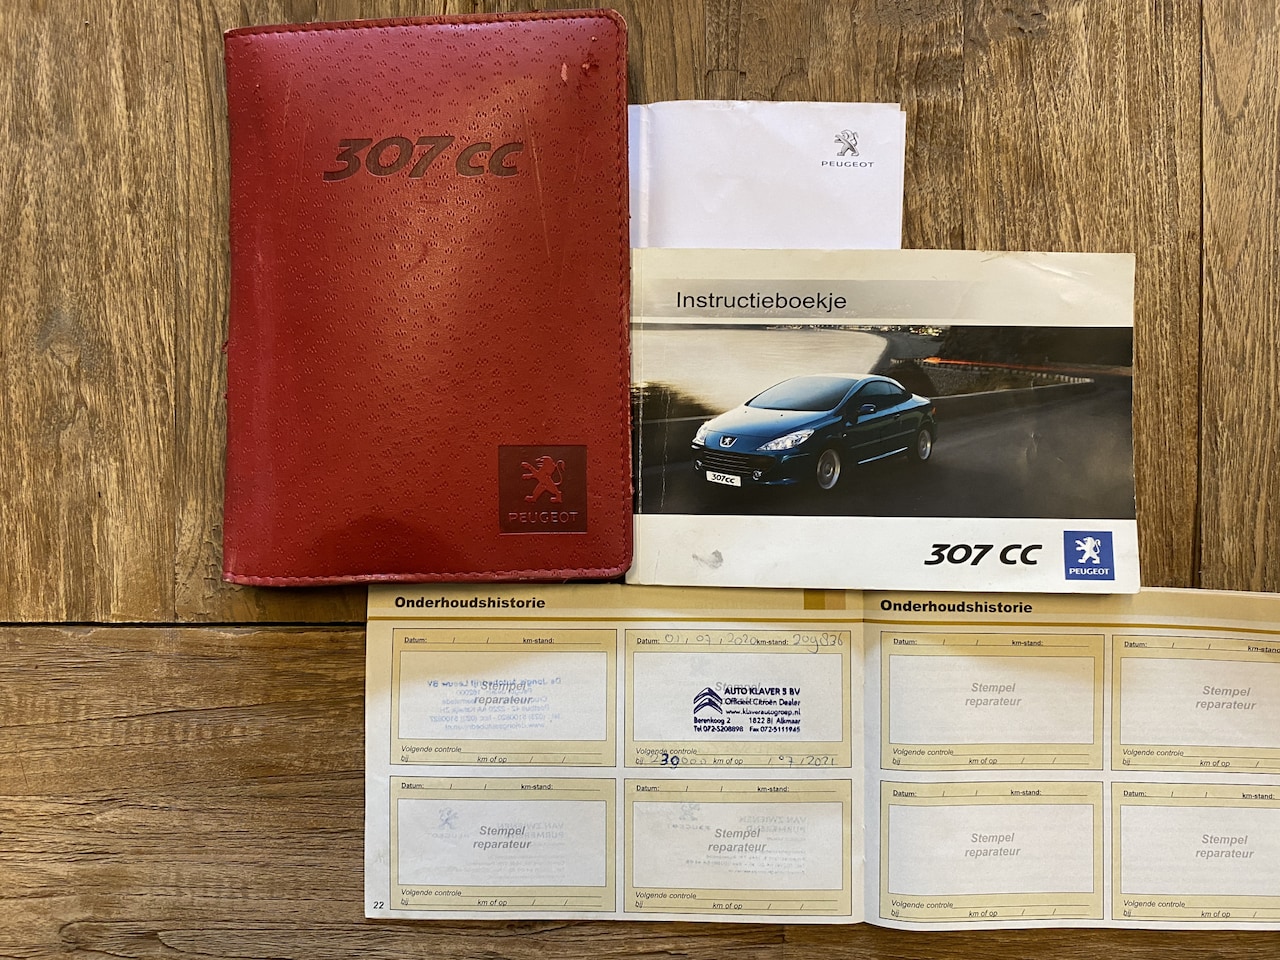 307 CC
PEUGEOT
PEUGEOT
Instructieboekje
307CC
307 CC
PEUGEOT
Onderhoudshistorie
Datum: / / km-stand:
Stempel
reparateur
Volgende controle
bij km of op / /
Datum: 01 / 07 / 2020 km-stand: 209836
AUTO KLAVER 5 BV
Officieel Citroën Dealer
www.klaverautogroep.nl
Berenkoog 2 1822 BJ Alkmaar
Tel 072-5208898 Fax 072-5111945
Volgende controle
bij km of op / 07 / 2021
Datum: / / km-stand:
Stempel
reparateur
Volgende controle
bij km of op / /
Datum: / / km-stand:
Stempel
reparateur
Volgende controle
bij km of op / /
22
Onderhoudshistorie
Datum: / / km-stand:
Stempel
reparateur
Volgende controle
bij km of op / /
Datum: / / km-stand:
Stempel
reparateur
Volgende controle
bij km of op / /
Datum: / / km-stand:
Stempel
reparateur
Volgende controle
bij km of op / /
Datum: / / km-stand:
Stempel
reparateur
Volgende controle
bij km of op / /